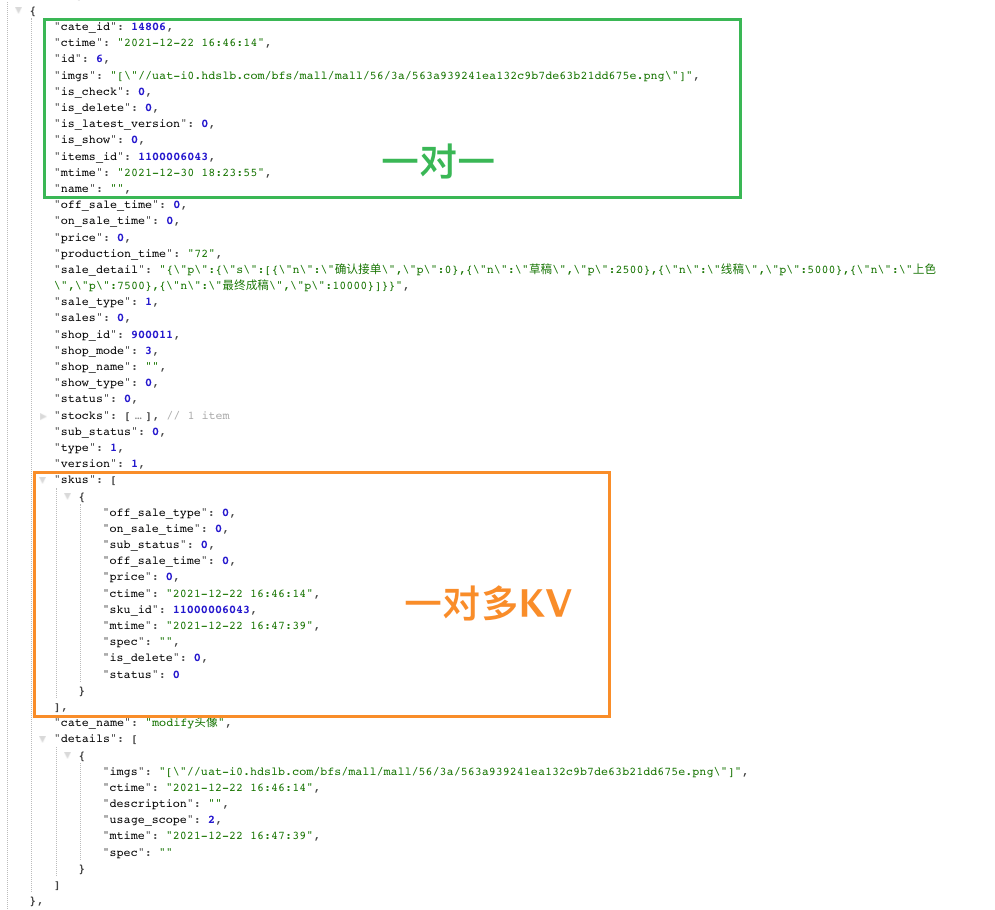 {
"cate_id": 14806,
"ctime": "2021-12-22 16:46:14",
"id": 6,
"imgs": "[\"//uat-i0.hdslb.com/bfs/mall/mall/56/3a/563a939241ea132c9b7de63b21dd675e.png\"]",
"is_check": 0,
"is_delete": 0,
"is_latest_version": 0,
"is_show": 0,
"items_id": 1100006043,
一对一
"mtime": "2021-12-30 18:23:55",
"name": "",
"off_sale_time": 0,
"on_sale_time": 0,
"price": 0,
"production_time": "72",
"sale_detail": "{\"p\":{\"s\":[{\"n\":\"确认接单\",\"p\":0},{\"n\":\"草稿\",\"p\":2500},{\"n\":\"线稿\",\"p\":5000},{\"n\":\"上色
\",\"p\":7500},{\"n\":\"最终成稿\",\"p\":10000}]}}",
"sale_type": 1,
"sales": 0,
"shop_id": 900011,
"shop_mode": 3,
"shop_name": "",
"show_type": 0,
"status": 0,
"stocks": [ … ], // 1 item
"sub_status": 0,
"type": 1,
"version": 1,
"skus": [
{
"off_sale_type": 0,
"on_sale_time": 0,
"sub_status": 0,
"off_sale_time": 0,
"price": 0,
"ctime": "2021-12-22 16:46:14",
一对多KV
"sku_id": 11000006043,
"mtime": "2021-12-22 16:47:39",
"spec": "",
"is_delete": 0,
"status": 0
}
],
"cate_name": "modify头像",
"details": [
{
"imgs": "[\"//uat-i0.hdslb.com/bfs/mall/mall/56/3a/563a939241ea132c9b7de63b21dd675e.png\"]",
"ctime": "2021-12-22 16:46:14",
"description": "",
"usage_scope": 2,
"mtime": "2021-12-22 16:47:39",
"spec": ""
}
]
},